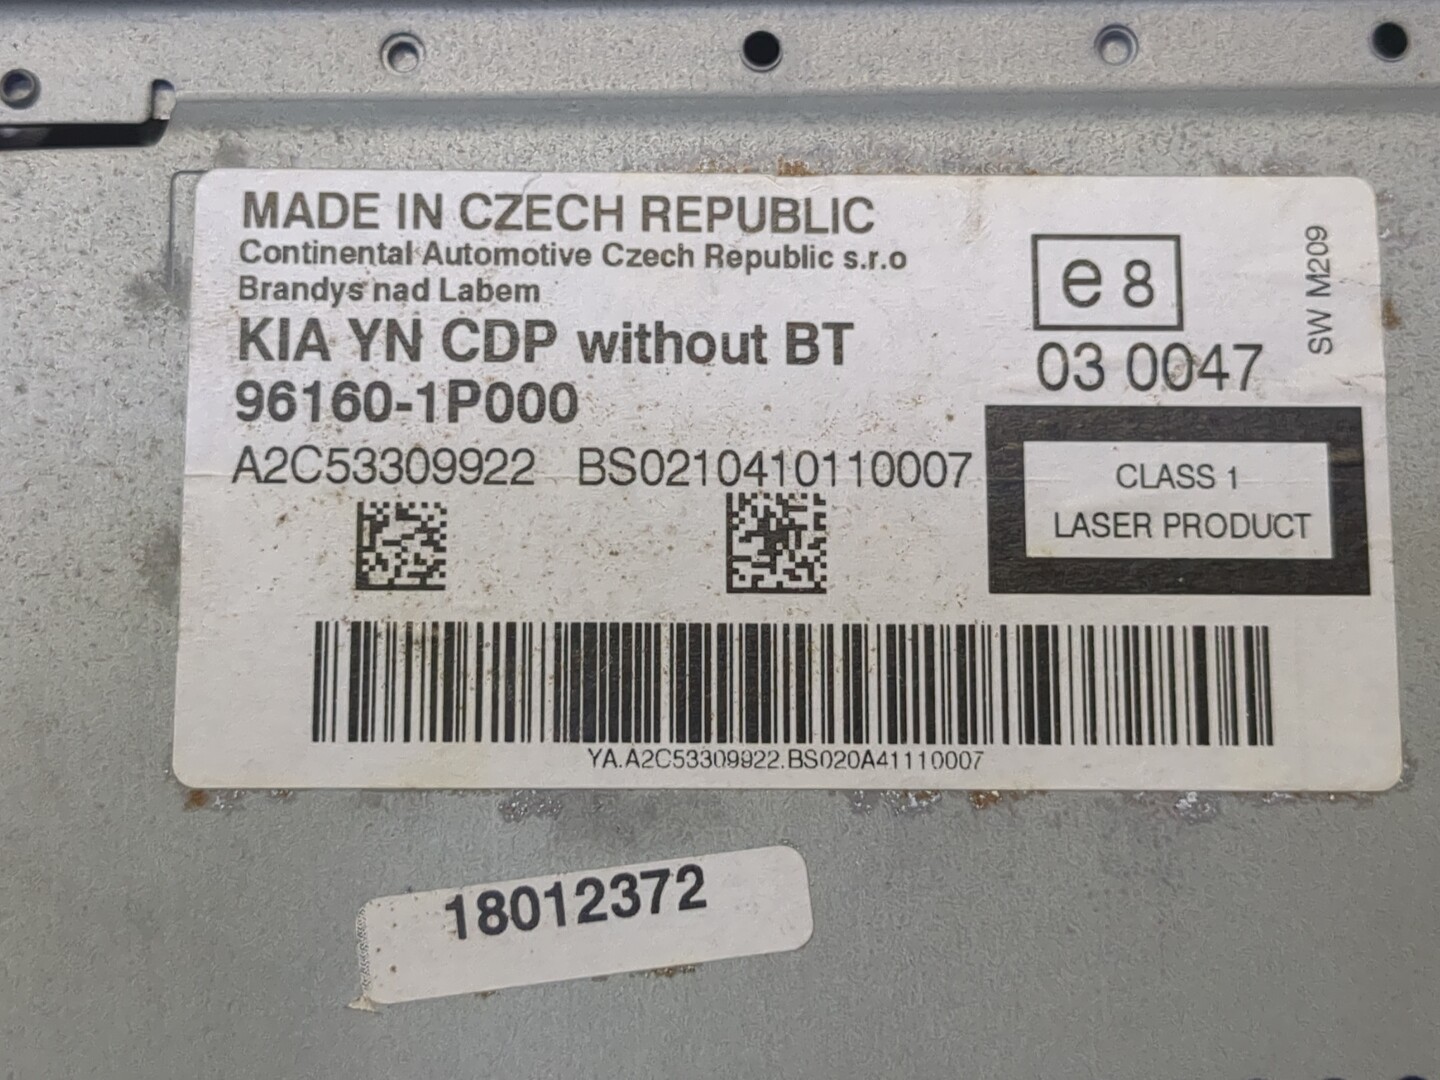 MADE IN CZECH REPUBLIC
Continental Automotive Czech Republic s.r.o
Brandys nad Labem
KIA YN CDP without BT
96160-1P000
A2C53309922 BS0210410110007
e8
03 0047
SW M209
CLASS 1
LASER PRODUCT
YA.A2C53309922.BS020A41110007
18012372